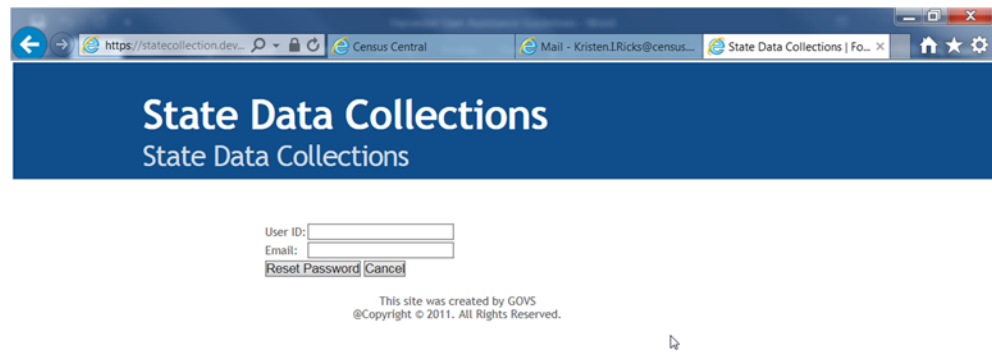 https://statecollection.dev...
Census Central
Mail - Kristen.I.Ricks@census...
State Data Collections | Fo...
State Data Collections
State Data Collections
User ID:
Email:
Reset Password Cancel
This site was created by GOVS
@Copyright © 2011. All Rights Reserved.